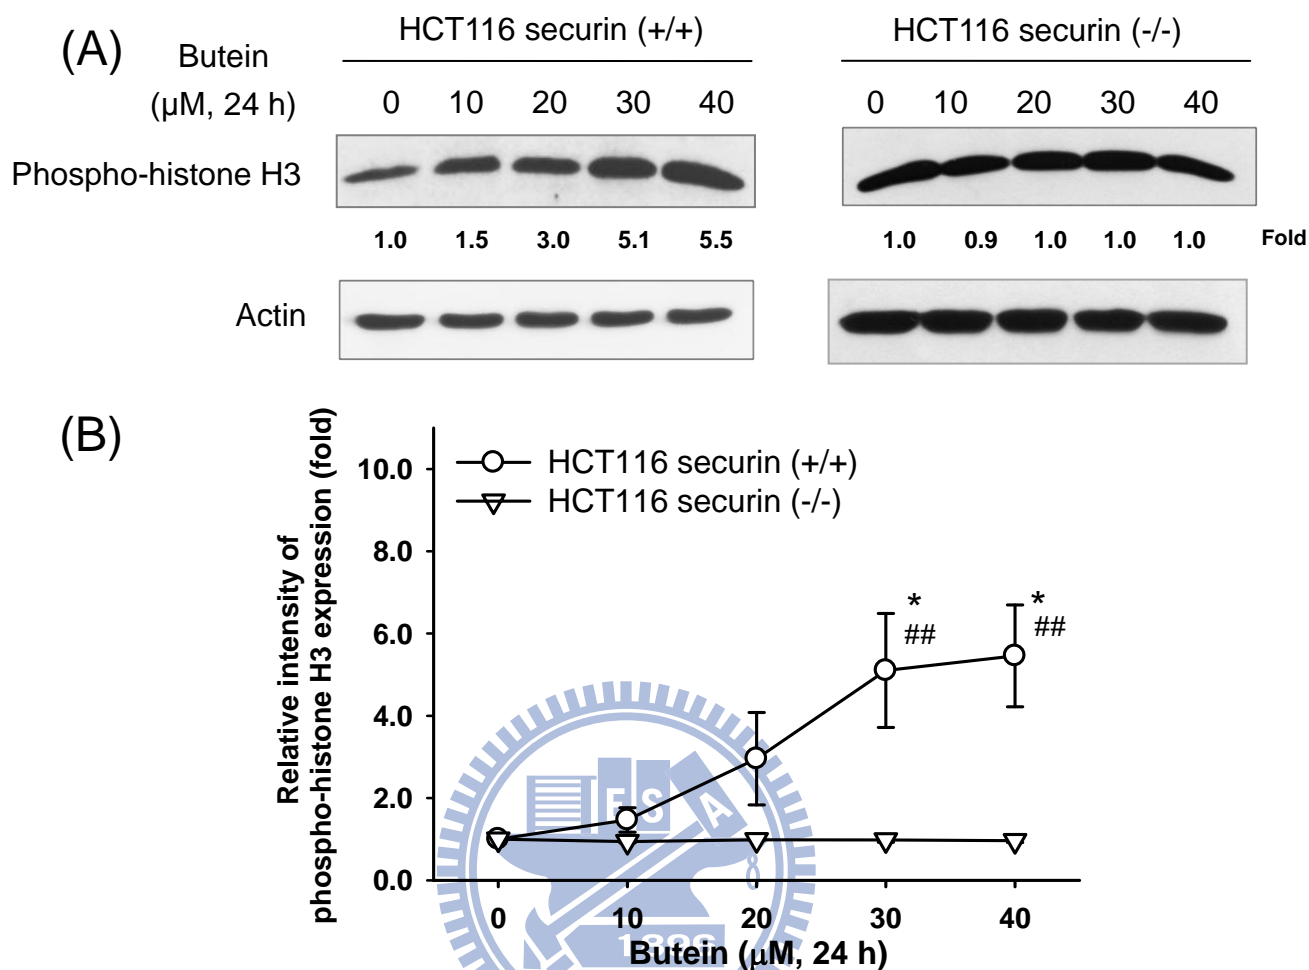 (A)
HCT116 securin (+/+)
HCT116 securin (-/-)
Butein
(μM, 24 h)
0 10 20 30 40
0 10 20 30 40
Phospho-histone H3
1.0 1.5 3.0 5.1 5.5
1.0 0.9 1.0 1.0 1.0 Fold
Actin
(B)
Relative intensity of
phospho-histone H3 expression (fold)
10.0
8.0
6.0
4.0
2.0
0.0
HCT116 securin (+/+)
HCT116 securin (-/-)
*
##
*
##
E S A
1896
0 10 20 30 40
Butein (μM, 24 h)